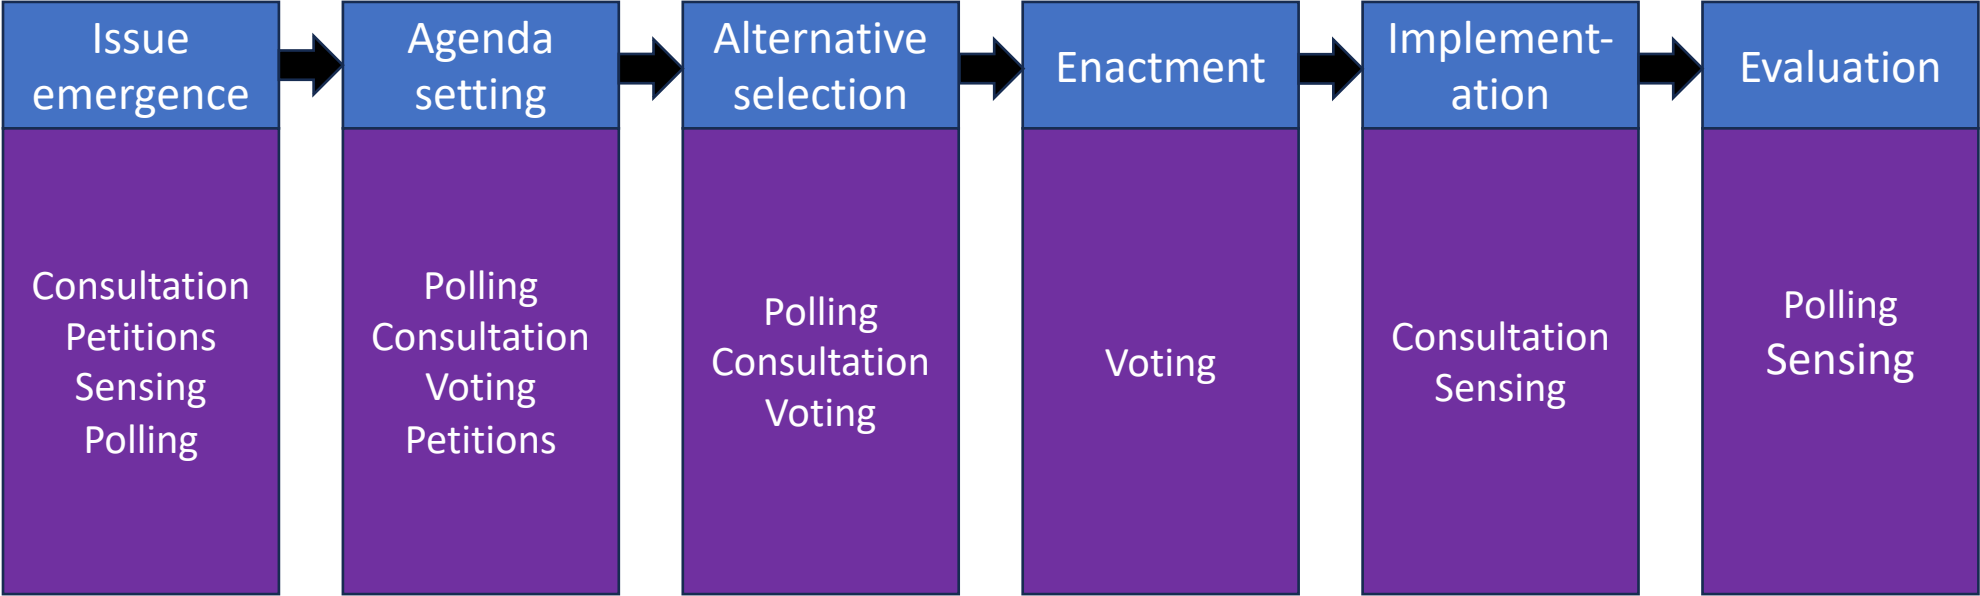 Issue
emergence
Consultation
Petitions
Sensing
Polling
Agenda
setting
Polling
Consultation
Voting
Petitions
Alternative
selection
Polling
Consultation
Voting
Enactment
Voting
Implement-
ation
Consultation
Sensing
Evaluation
Polling
Sensing